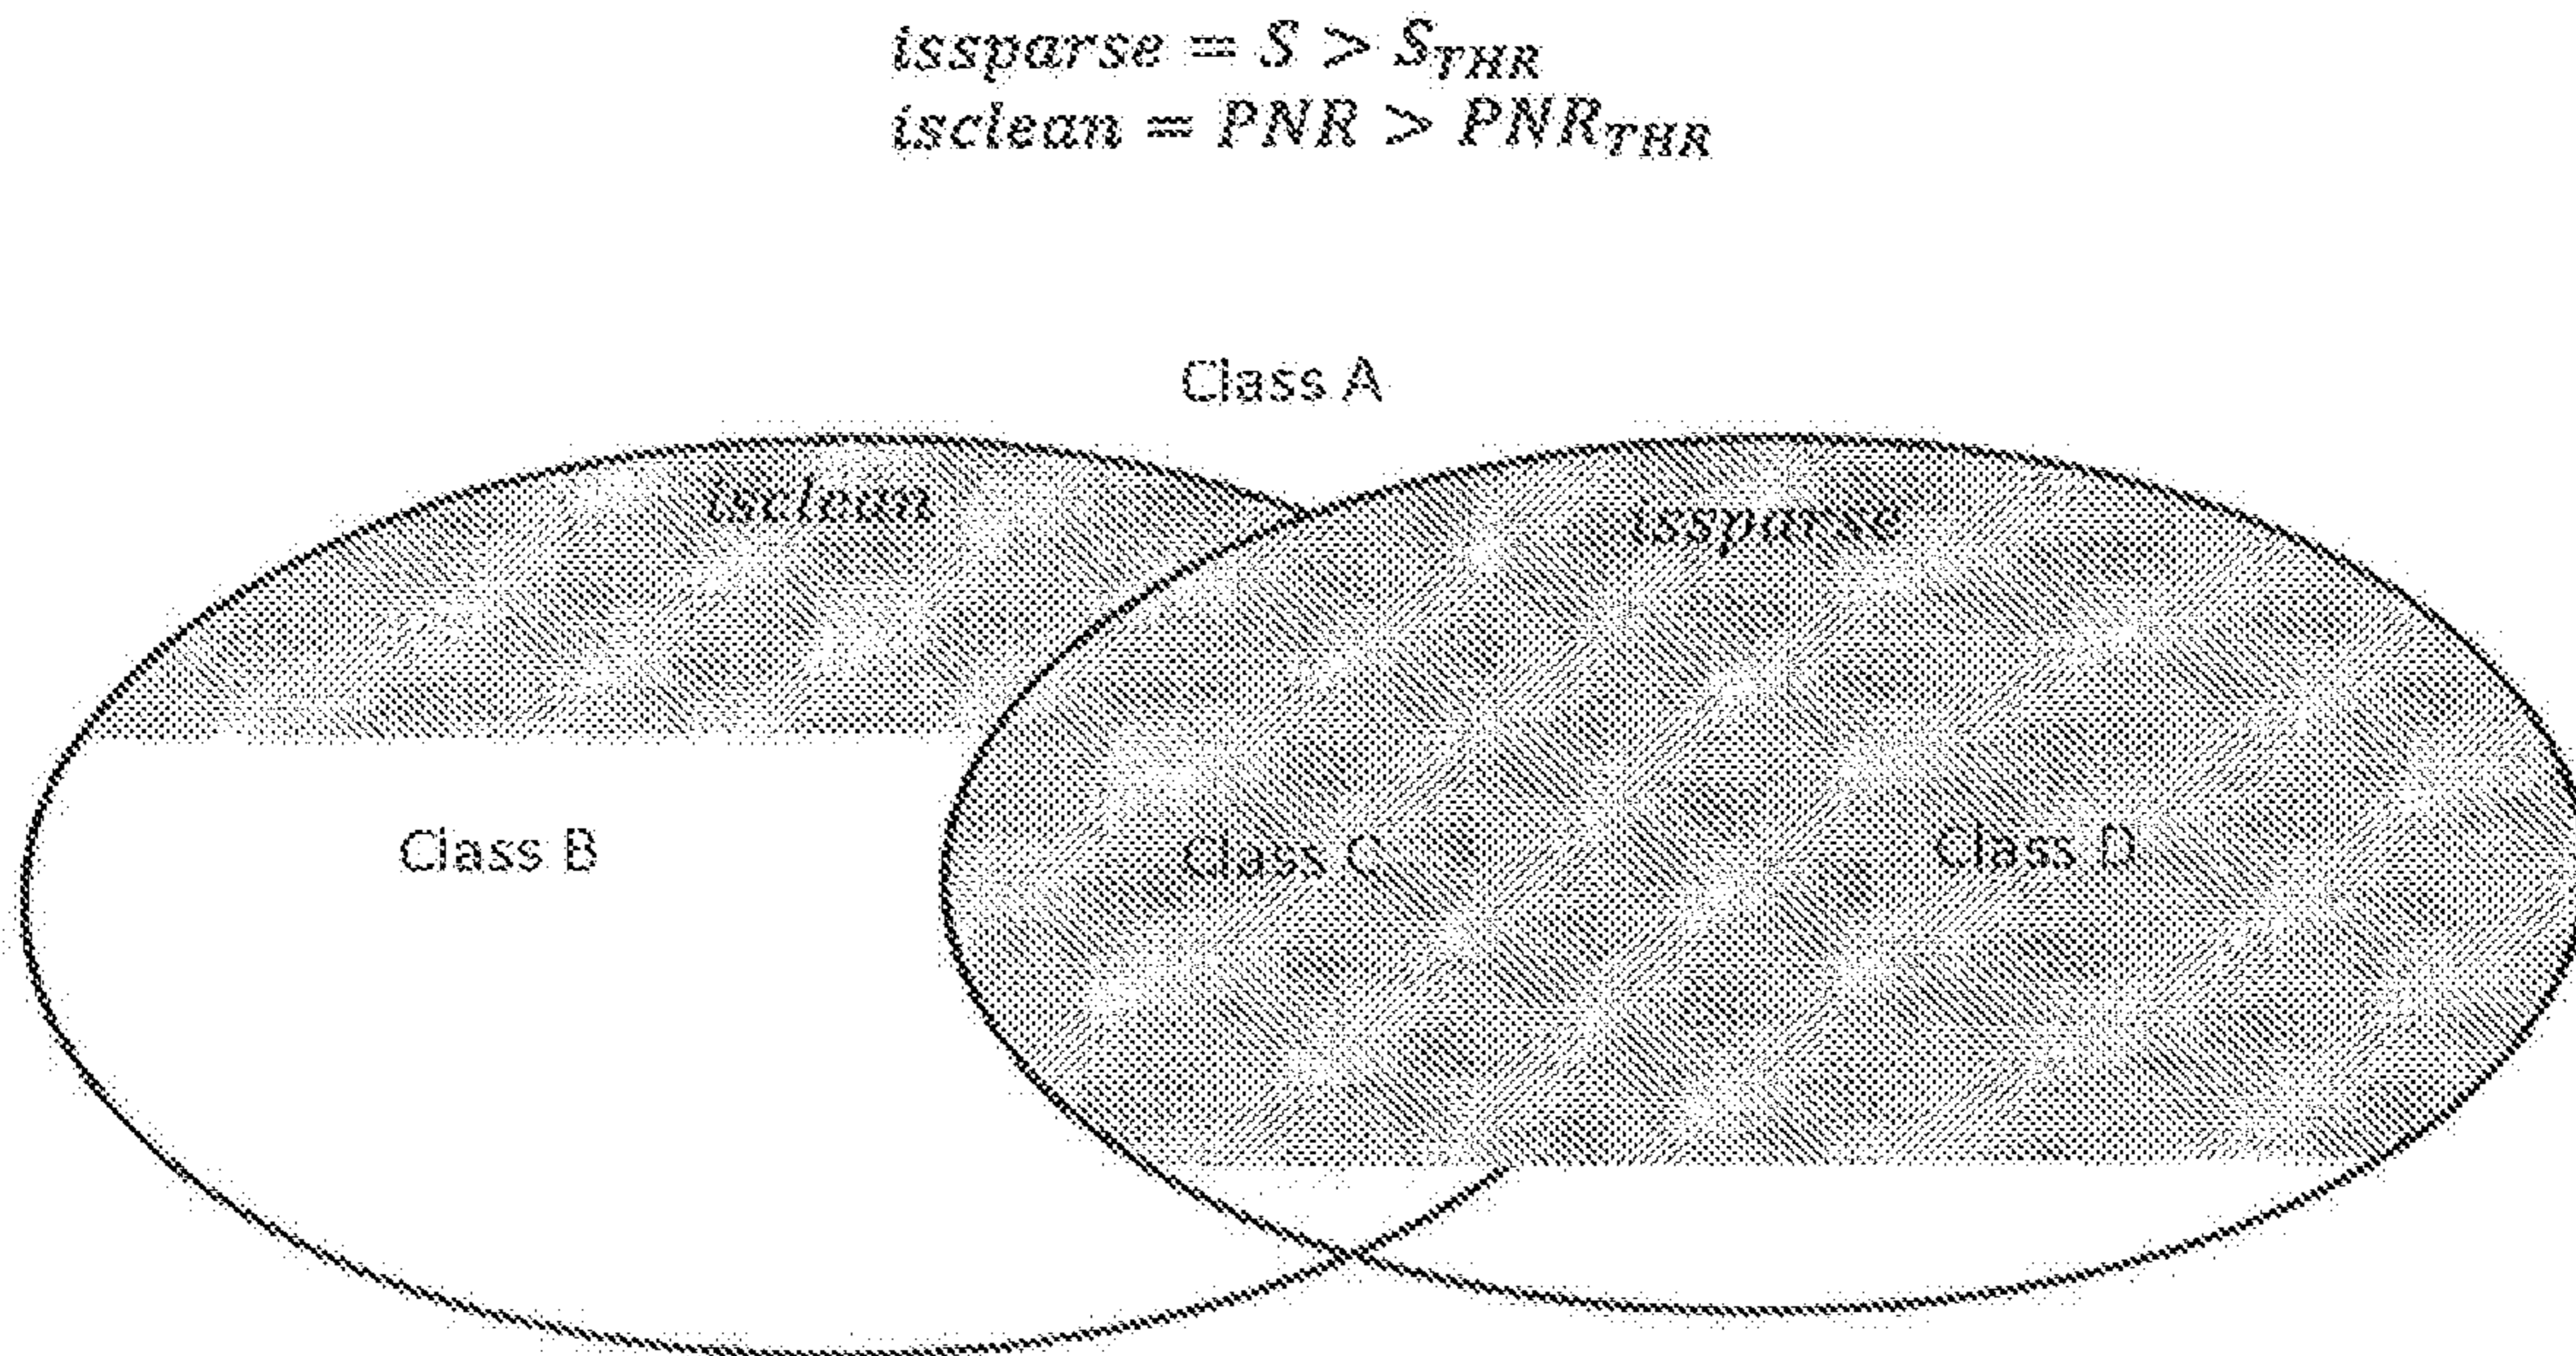 issparse = S > S_THR
isclean = PNR > PNR_THR
Class A
isclean
issparse
Class B
Class C
Class D